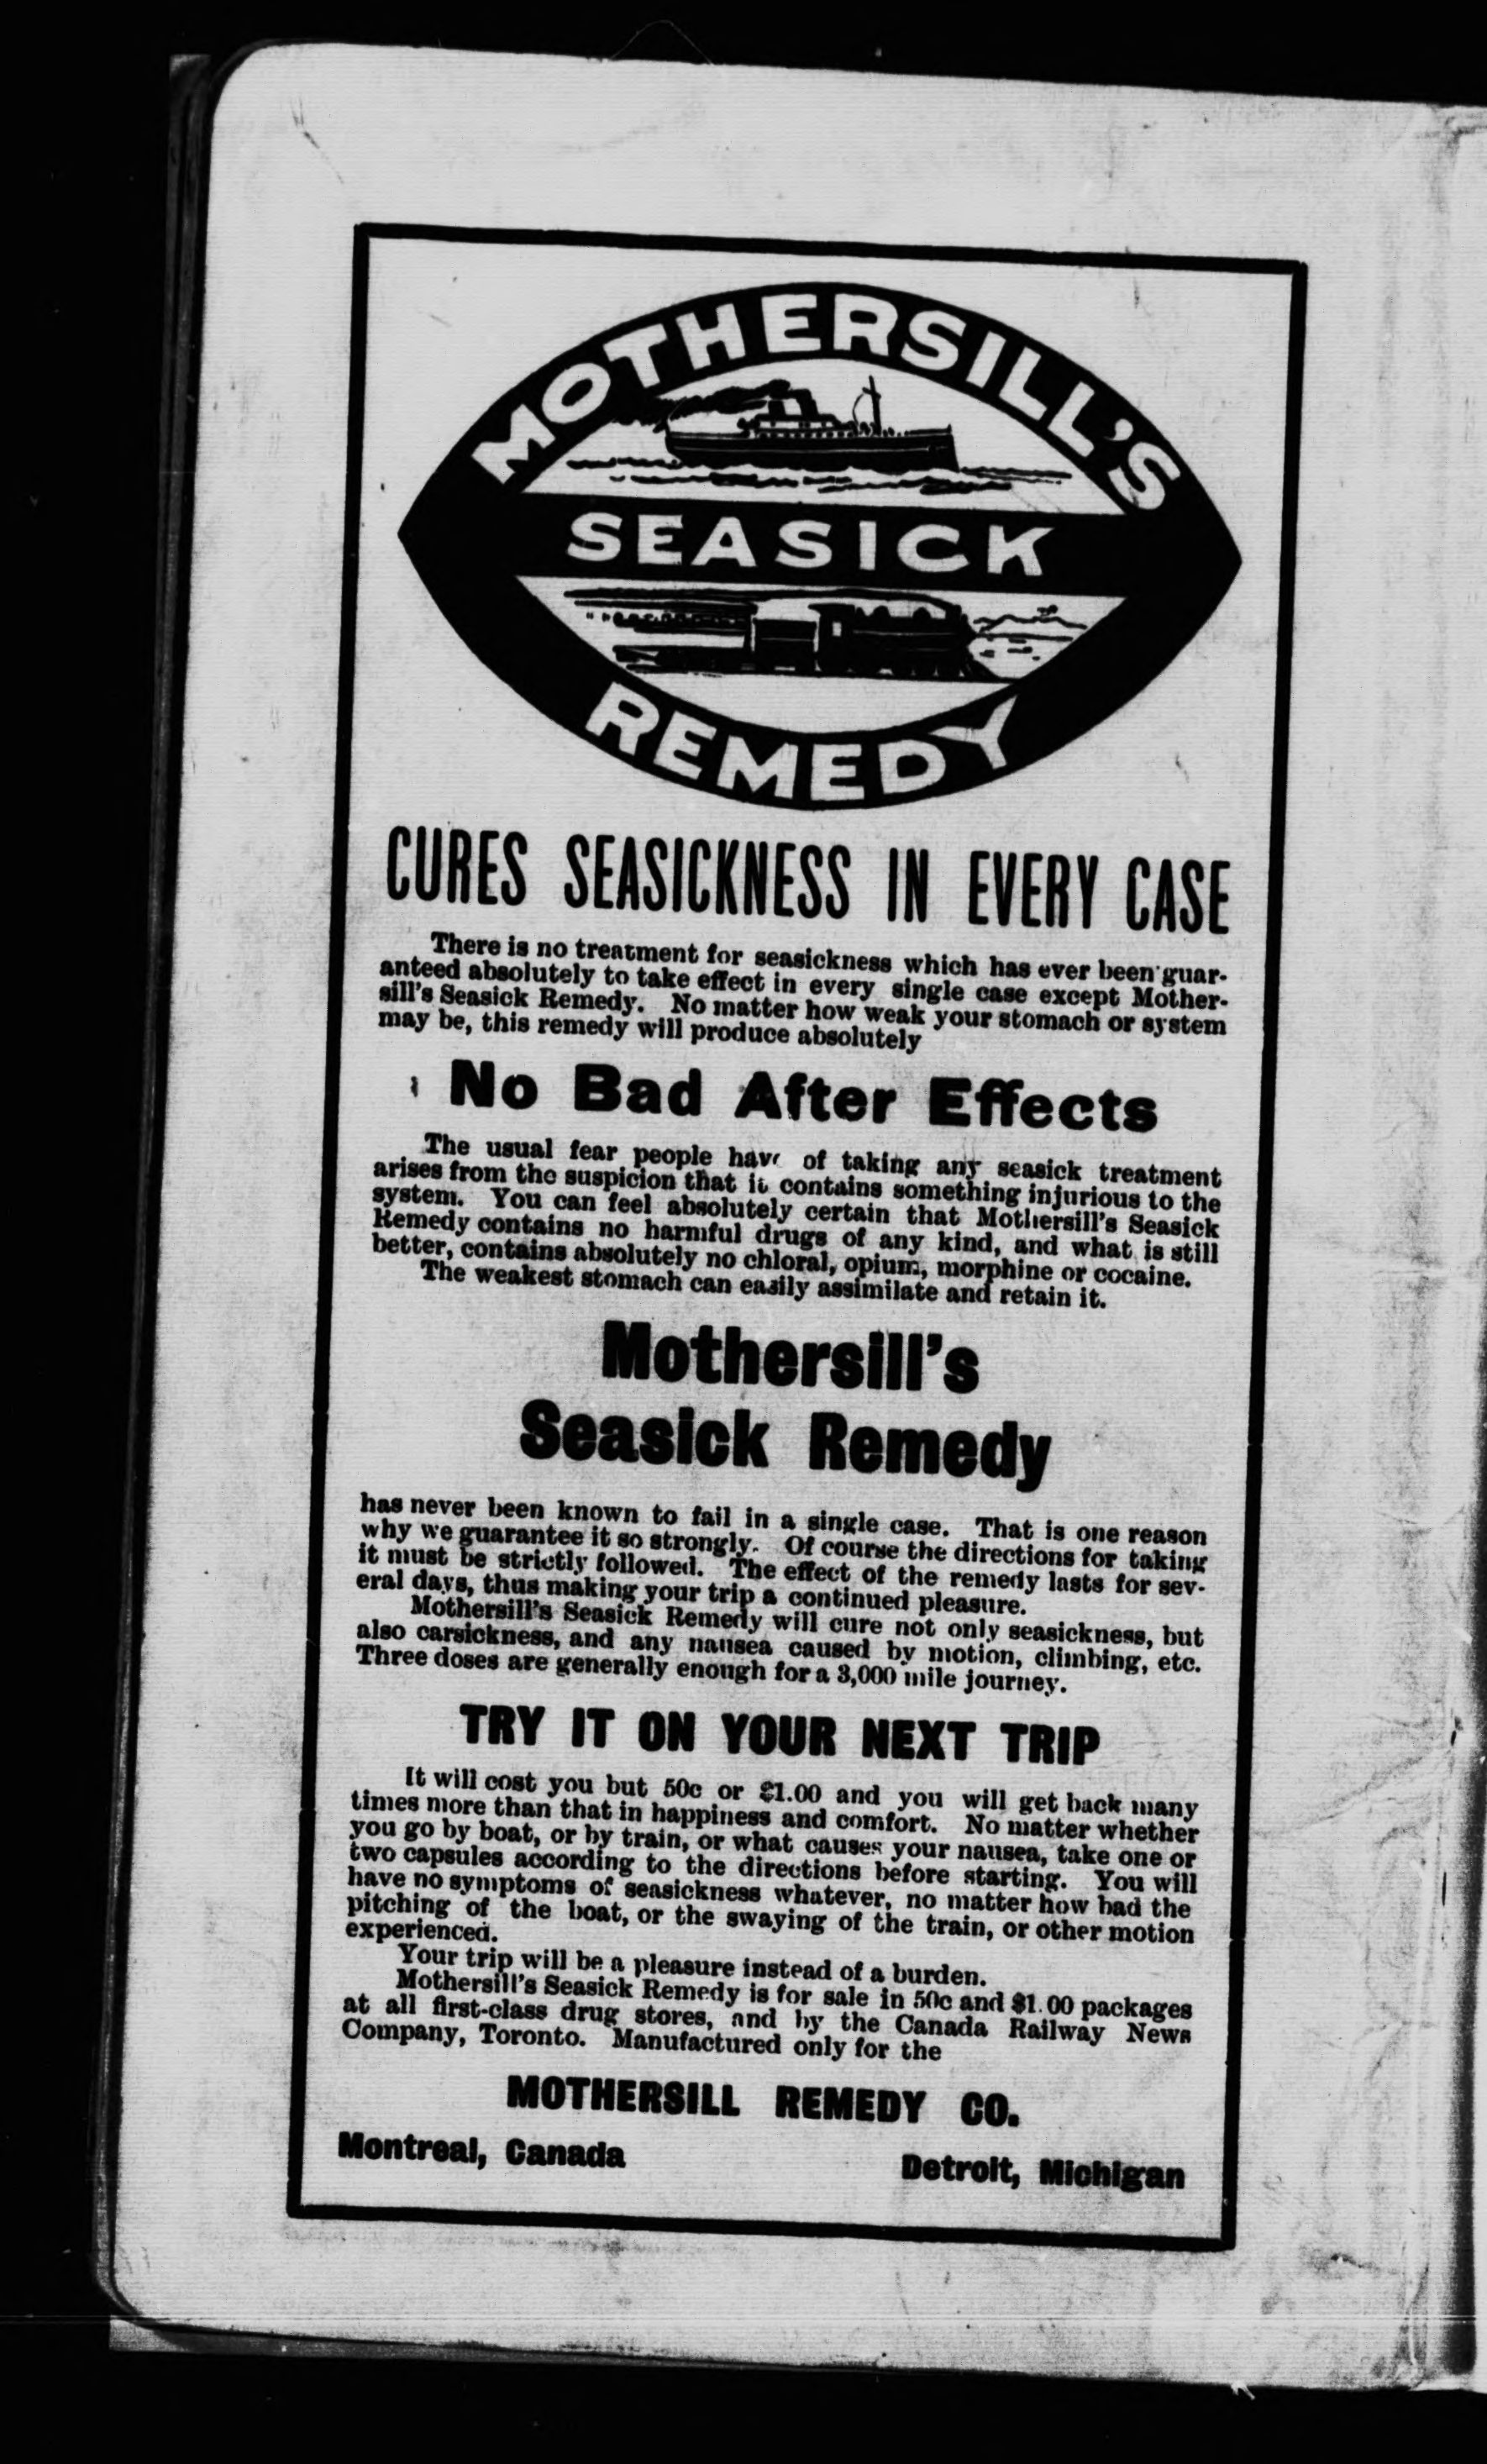 MOTHERSILL'S
SEASICK
REMEDY
CURES SEASICKNESS IN EVERY CASE
There is no treatment for seasickness which has ever been guar-
anteed absolutely to take effect in every single case except Mother-
sill's Seasick Remedy. No matter how weak your stomach or system
may be, this remedy will produce absolutely
No Bad After Effects
The usual fear people have of taking any seasick treatment
arises from the suspicion that it contains something injurious to the
system. You can feel absolutely certain that Mothersill's Seasick
Remedy contains no harmful drugs of any kind, and what is still
better, contains absolutely no chloral, opium, morphine or cocaine.
The weakest stomach can easily assimilate and retain it.
Mothersill's
Seasick Remedy
has never been known to fail in a single case. That is one reason
why we guarantee it so strongly. Of course the directions for taking
it must be strictly followed. The effect of the remedy lasts for sev-
eral days, thus making your trip a continued pleasure.
Mothersill's Seasick Remedy will cure not only seasickness, but
also carsickness, and any nausea caused by motion, climbing, etc.
Three doses are generally enough for a 3,000 mile journey.
TRY IT ON YOUR NEXT TRIP
It will cost you but 50c or $1.00 and you will get back many
times more than that in happiness and comfort. No matter whether
you go by boat, or by train, or what causes your nausea, take one or
two capsules according to the directions before starting. You will
have no symptoms of seasickness whatever, no matter how bad the
pitching of the boat, or the swaying of the train, or other motion
experienced.
Your trip will be a pleasure instead of a burden.
Mothersill's Seasick Remedy is for sale in 50c and $1.00 packages
at all first-class drug stores, and by the Canada Railway News
Company, Toronto. Manufactured only for the
MOTHERSILL REMEDY CO.
Montreal, Canada Detroit, Michigan